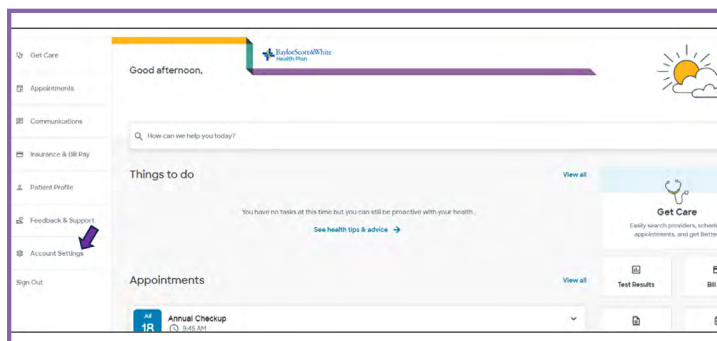 Get Care
Appointments
Communications
Insurance & Bill Pay
Patient Profile
Feedback & Support
Account Settings
Sign Out
BaylorScott&White
Health Plan
Good afternoon,
How can we help you today?
Things to do
View all
You have no tasks at this time but you can still be proactive with your health.
See health tips & advice
Appointments
View all
18
Annual Checkup
9:45 AM
Get Care
Easily search providers, schedu
appointments, and get Bette
Test Results
Bill